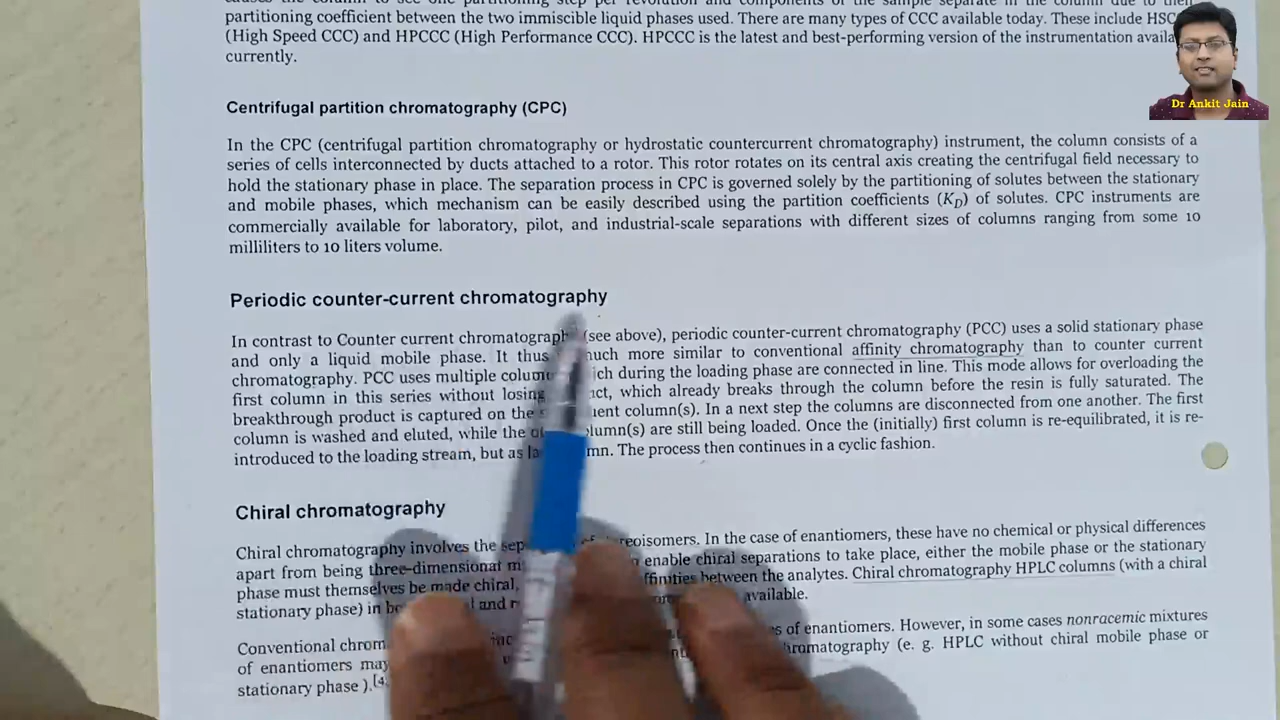 partitioning coefficient between the two immiscible liquid phases used. There are many types of CCC available today. These include HSC
(High Speed CCC) and HPCCC (High Performance CCC). HPCCC is the latest and best-performing version of the instrumentation availa
currently.
Dr Ankit Jain
Centrifugal partition chromatography (CPC)
In the CPC (centrifugal partition chromatography or hydrostatic countercurrent chromatography) instrument, the column consists of a
series of cells interconnected by ducts attached to a rotor. This rotor rotates on its central axis creating the centrifugal field necessary to
hold the stationary phase in place. The separation process in CPC is governed solely by the partitioning of solutes between the stationary
and mobile phases, which mechanism can be easily described using the partition coefficients (KD) of solutes. CPC instruments are
commercially available for laboratory, pilot, and industrial-scale separations with different sizes of columns ranging from some 10
milliliters to 10 liters volume.
Periodic counter-current chromatography
In contrast to Counter current chromatography (see above), periodic counter-current chromatography (PCC) uses a solid stationary phase
and only a liquid mobile phase. It thus much more similar to conventional affinity chromatography than to counter current
chromatography. PCC uses multiple during the loading phase are connected in line. This mode allows for overloading the
first column in this series without losing which already breaks through the column before the resin is fully saturated. The
breakthrough product is captured on the column(s). In a next step the columns are disconnected from one another. The first
column is washed and eluted, while the are still being loaded. Once the (initially) first column is re-equilibrated, it is re-
introduced to the loading stream, but as The process then continues in a cyclic fashion.
Chiral chromatography
Chiral chromatography involves the In the case of enantiomers, these have no chemical or physical differences
apart from being three-dimensional enable chiral separations to take place, either the mobile phase or the stationary
phase must themselves be made chiral, between the analytes. Chiral chromatography HPLC columns (with a chiral
stationary phase) in available.
Conventional of enantiomers. However, in some cases nonracemic mixtures
of enantiomers may (e. g. HPLC without chiral mobile phase or
stationary phase ).[4